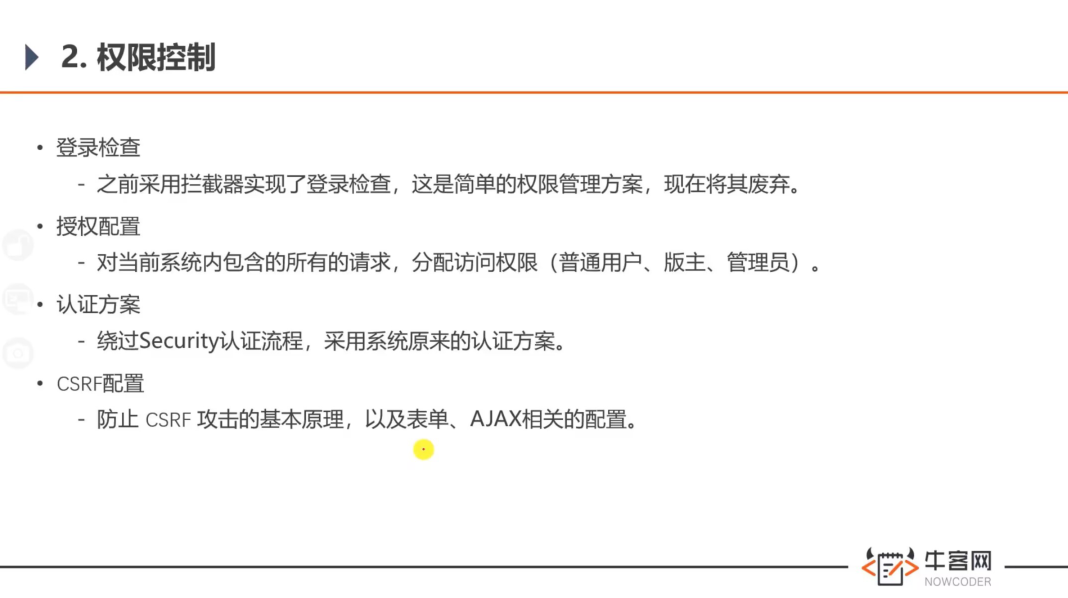 2. 权限控制
• 登录检查
- 之前采用拦截器实现了登录检查，这是简单的权限管理方案，现在将其废弃。
• 授权配置
- 对当前系统内包含的所有的请求，分配访问权限（普通用户、版主、管理员）。
• 认证方案
- 绕过Security认证流程，采用系统原来的认证方案。
• CSRF配置
- 防止 CSRF 攻击的基本原理，以及表单、AJAX相关的配置。
牛客网
NOWCODER